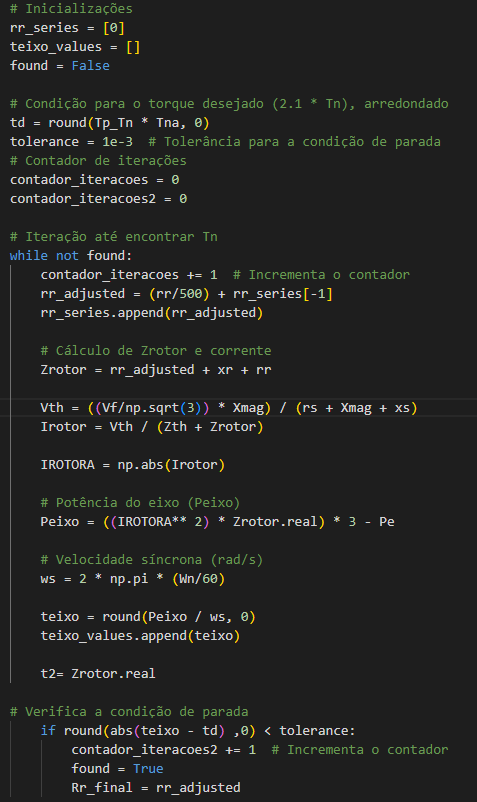 # Inicializações
rr_series = [0]
teixo_values = []
found = False
# Condição para o torque desejado (2.1 * Tn), arredondado
td = round(Tp_Tn * Tna, 0)
tolerance = 1e-3  # Tolerância para a condição de parada
# Contador de iterações
contador_iteracoes = 0
contador_iteracoes2 = 0
# Iteração até encontrar Tn
while not found:
    contador_iteracoes += 1  # Incrementa o contador
    rr_adjusted = (rr/500) + rr_series[-1]
    rr_series.append(rr_adjusted)
    # Cálculo de Zrotor e corrente
    Zrotor = rr_adjusted + xr + rr
    Vth = ((Vf/np.sqrt(3)) * Xmag) / (rs + Xmag + xs)
    Irotor = Vth / (Zth + Zrotor)
    IROTORA = np.abs(Irotor)
    # Potência do eixo (Peixo)
    Peixo = ((IROTORA** 2) * Zrotor.real) * 3 - Pe
    # Velocidade síncrona (rad/s)
    ws = 2 * np.pi * (Wn/60)
    teixo = round(Peixo / ws, 0)
    teixo_values.append(teixo)
    t2= Zrotor.real
# Verifica a condição de parada
    if round(abs(teixo - td) ,0) < tolerance:
        contador_iteracoes2 += 1  # Incrementa o contador
        found = True
        Rr_final = rr_adjusted